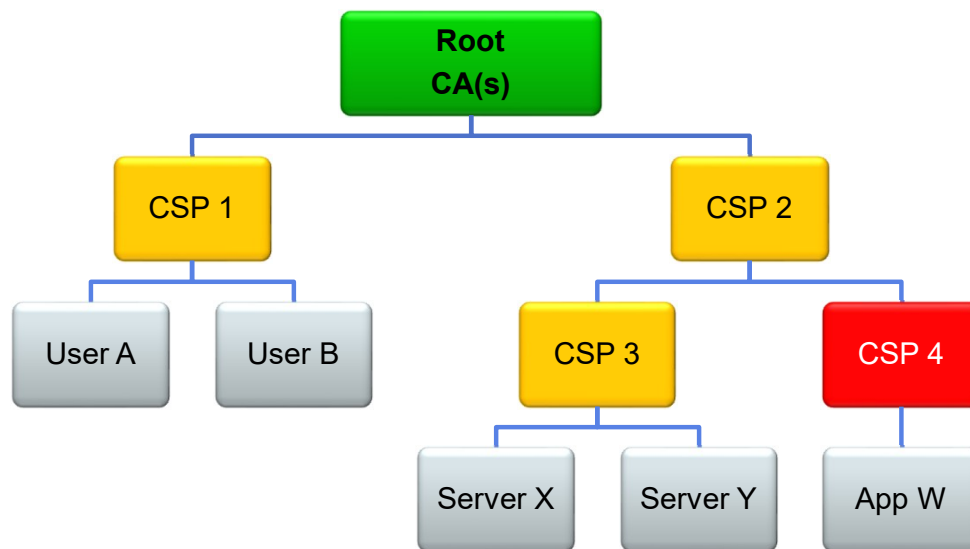 Root
CA(s)
CSP 1
CSP 2
User A
User B
CSP 3
CSP 4
Server X
Server Y
App W